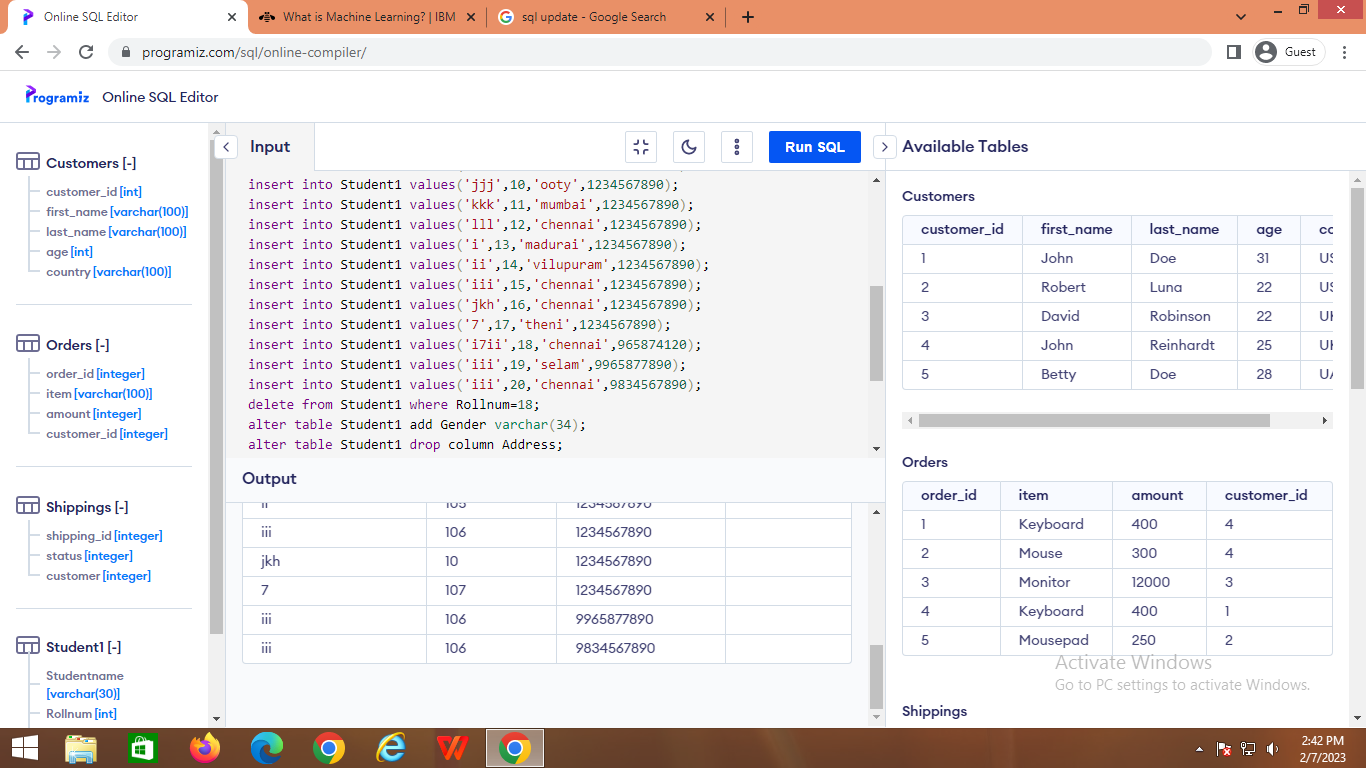 Online SQL Editor
What is Machine Learning? | IBM
sql update - Google Search
programiz.com/sql/online-compiler/
Guest
Programiz Online SQL Editor
Customers [-]
customer_id [int]
first_name [varchar(100)]
last_name [varchar(100)]
age [int]
country [varchar(100)]
Orders [-]
order_id [integer]
item [varchar(100)]
amount [integer]
customer_id [integer]
Shippings [-]
shipping_id [integer]
status [integer]
customer [integer]
Student1 [-]
Studentname
[varchar(30)]
Rollnum [int]
Input
Run SQL
insert into Student1 values('jjj',10,'ooty',1234567890);
insert into Student1 values('kkk',11,'mumbai',1234567890);
insert into Student1 values('lll',12,'chennai',1234567890);
insert into Student1 values('i',13,'madurai',1234567890);
insert into Student1 values('ii',14,'vilupuram',1234567890);
insert into Student1 values('iii',15,'chennai',1234567890);
insert into Student1 values('jkh',16,'chennai',1234567890);
insert into Student1 values('7',17,'theni',1234567890);
insert into Student1 values('i7ii',18,'chennai',965874120);
insert into Student1 values('iii',19,'selam',9965877890);
insert into Student1 values('iii',20,'chennai',9834567890);
delete from Student1 where Rollnum=18;
alter table Student1 add Gender varchar(34);
alter table Student1 drop column Address;
Output
ii 105 1234567890
iii 106 1234567890
jkh 10 1234567890
7 107 1234567890
iii 106 9965877890
iii 106 9834567890
Available Tables
Customers
customer_id first_name last_name age
1 John Doe 31
2 Robert Luna 22
3 David Robinson 22
4 John Reinhardt 25
5 Betty Doe 28
Orders
order_id item amount customer_id
1 Keyboard 400 4
2 Mouse 300 4
3 Monitor 12000 3
4 Keyboard 400 1
5 Mousepad 250 2
Activate Windows
Go to PC settings to activate Windows.
Shippings
2:42 PM
2/7/2023